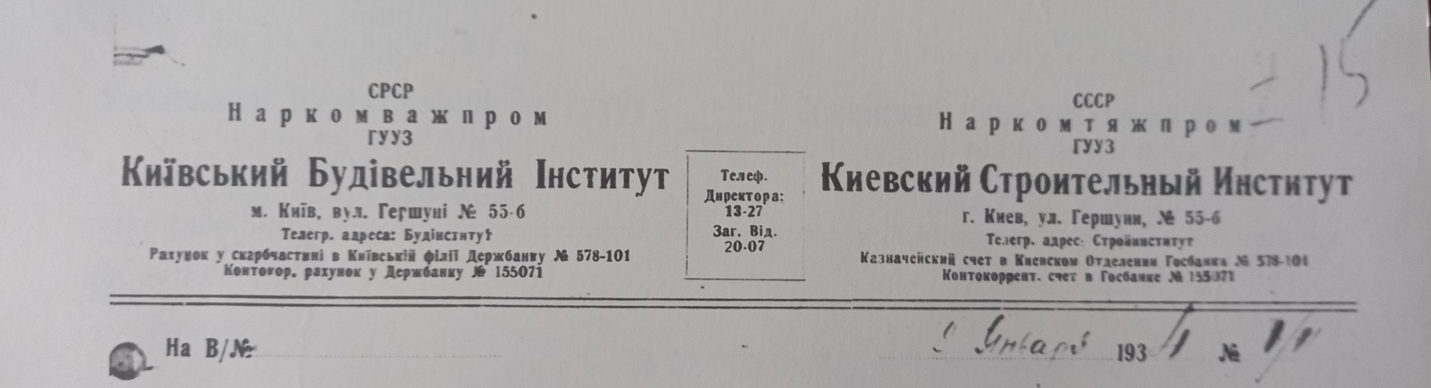 15
СРСР
Наркомважпром
ГУУЗ
Київський Будівельний Інститут
м. Київ, вул. Гершуні № 55-б
Телегр. адреса: Будінститут
Рахунок у скарбчастині в Київській філії Держбанку № 578-101
Контокор. рахунок у Держбанку № 155071
Телеф.
Директора:
13-27
Заг. Від.
20-07
СССР
Наркомтяжпром
ГУУЗ
Киевский Строительный Институт
г. Киев, ул. Гершуни, № 55-б
Телегр. адрес: Стройинститут
Казначейский счет в Киевском Отделении Госбанка № 578-101
Контокоррент. счет в Госбанке № 155071
На В/№
Январь 193 №